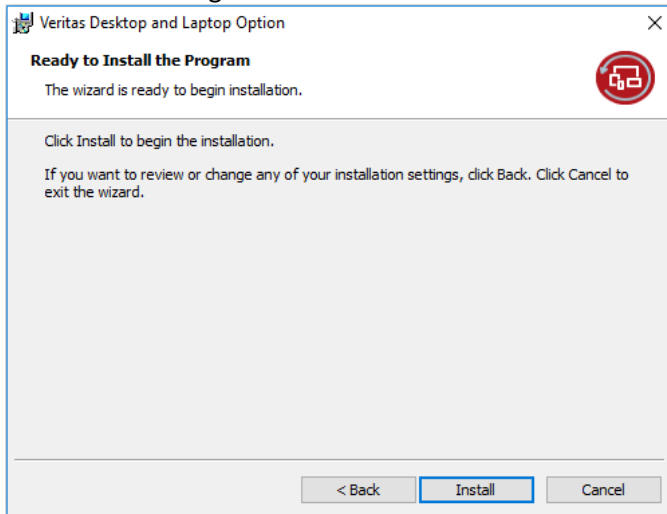 Veritas Desktop and Laptop Option
Ready to Install the Program
The wizard is ready to begin installation.
Click Install to begin the installation.
If you want to review or change any of your installation settings, click Back. Click Cancel to
exit the wizard.
< Back Install Cancel